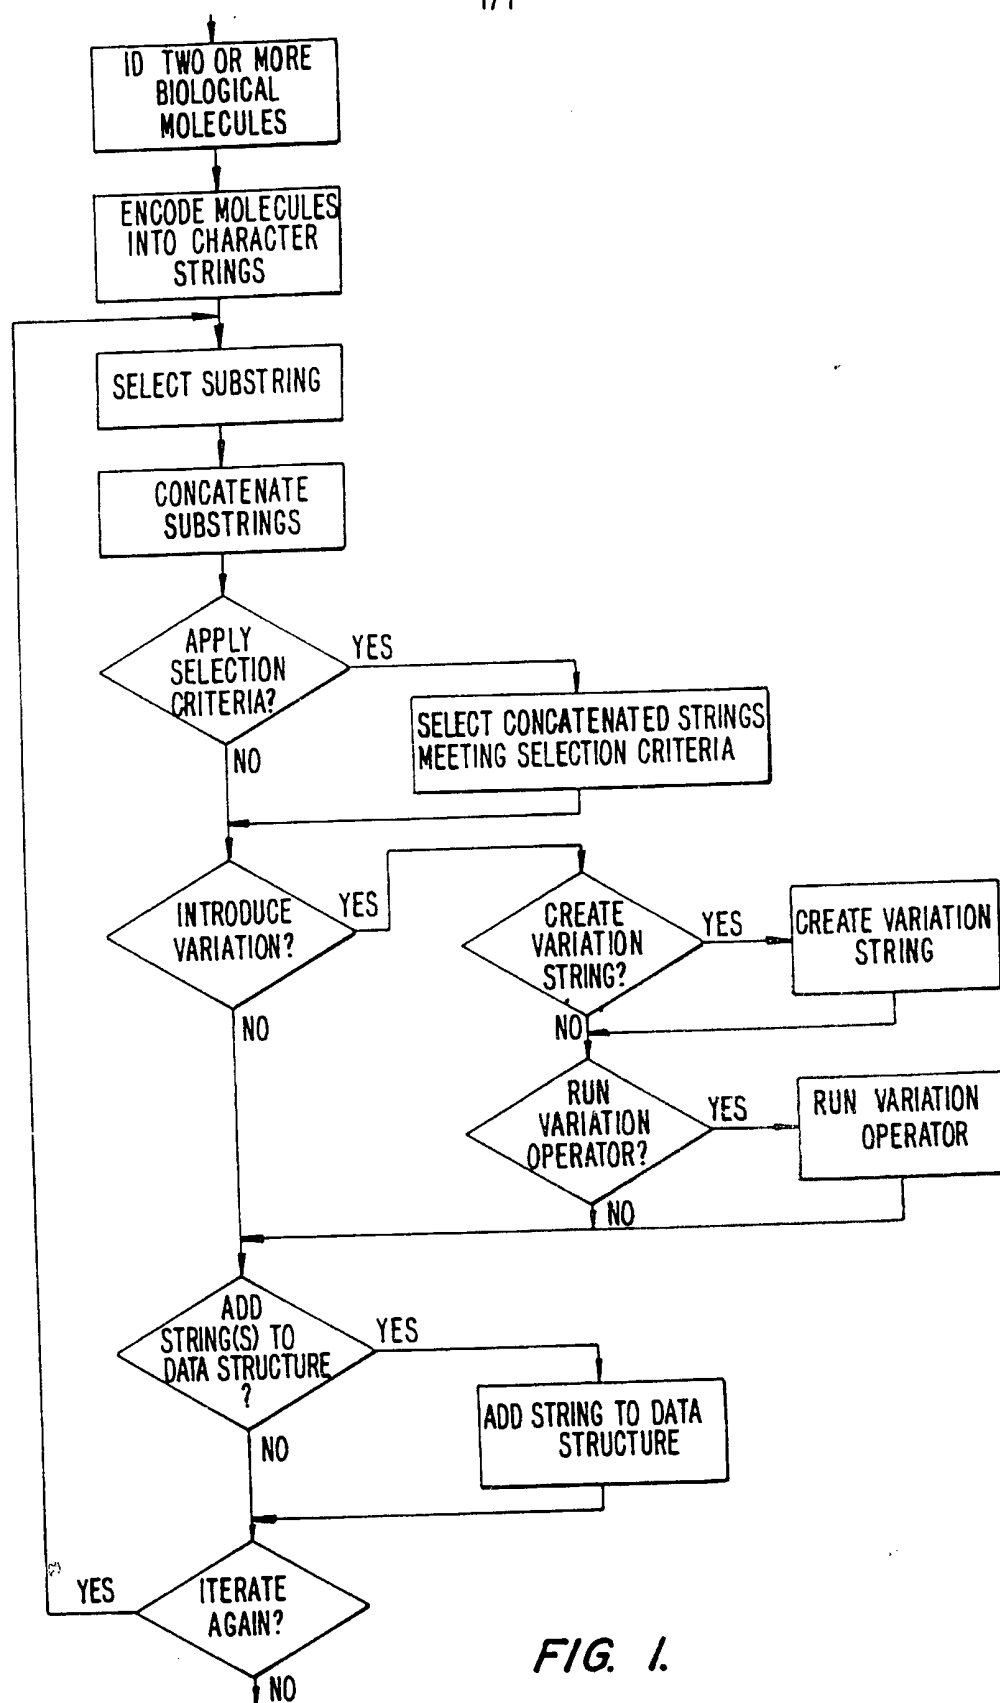 ID TWO OR MORE
BIOLOGICAL
MOLECULES
ENCODE MOLECULES
INTO CHARACTER
STRINGS
SELECT SUBSTRING
CONCATENATE
SUBSTRINGS
APPLY
SELECTION
CRITERIA?
YES
SELECT CONCATENATED STRINGS
MEETING SELECTION CRITERIA
NO
INTRODUCE
VARIATION?
YES
CREATE
VARIATION
STRING?
YES
CREATE VARIATION
STRING
NO
NO
RUN
VARIATION
OPERATOR?
YES
RUN VARIATION
OPERATOR
NO
ADD
STRING(S) TO
DATA STRUCTURE
?
YES
ADD STRING TO DATA
STRUCTURE
NO
ITERATE
AGAIN?
YES
NO
FIG. 1.